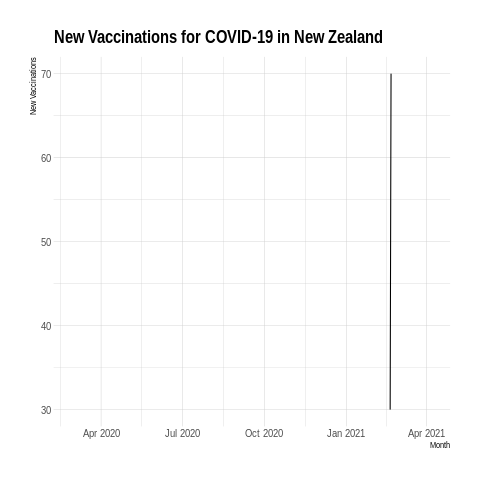 New Vaccinations for COVID-19 in New Zealand
New Vaccinations
70
60
50
40
30
Apr 2020 Jul 2020 Oct 2020 Jan 2021 Apr 2021
Month